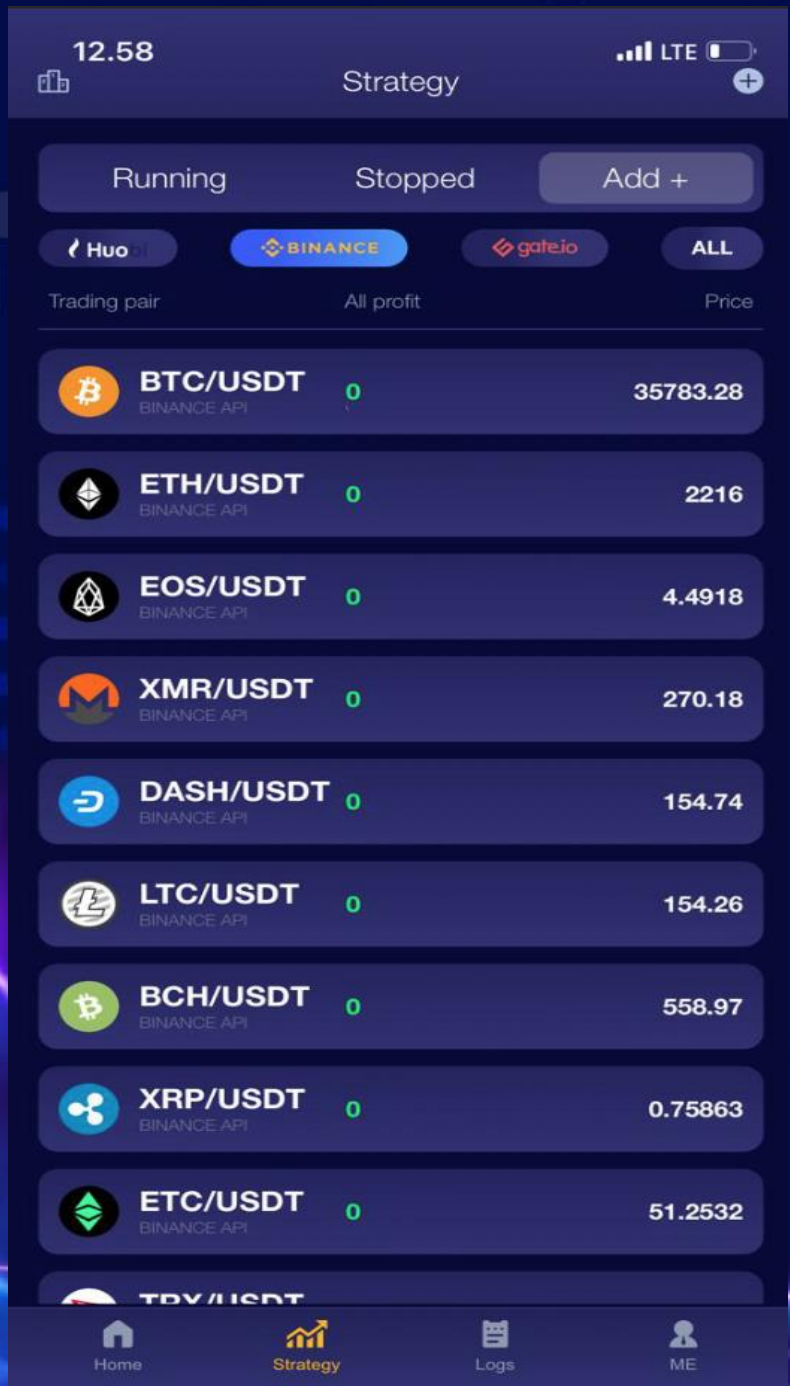 12.58 LTE
Strategy
Running Stopped Add +
Huobi BINANCE gate.io ALL
Trading pair All profit Price
BTC/USDT 0 35783.28
BINANCE API
ETH/USDT 0 2216
BINANCE API
EOS/USDT 0 4.4918
BINANCE API
XMR/USDT 0 270.18
BINANCE API
DASH/USDT 0 154.74
BINANCE API
LTC/USDT 0 154.26
BINANCE API
BCH/USDT 0 558.97
BINANCE API
XRP/USDT 0 0.75863
BINANCE API
ETC/USDT 0 51.2532
BINANCE API
TRX/USDT
Home Strategy Logs ME